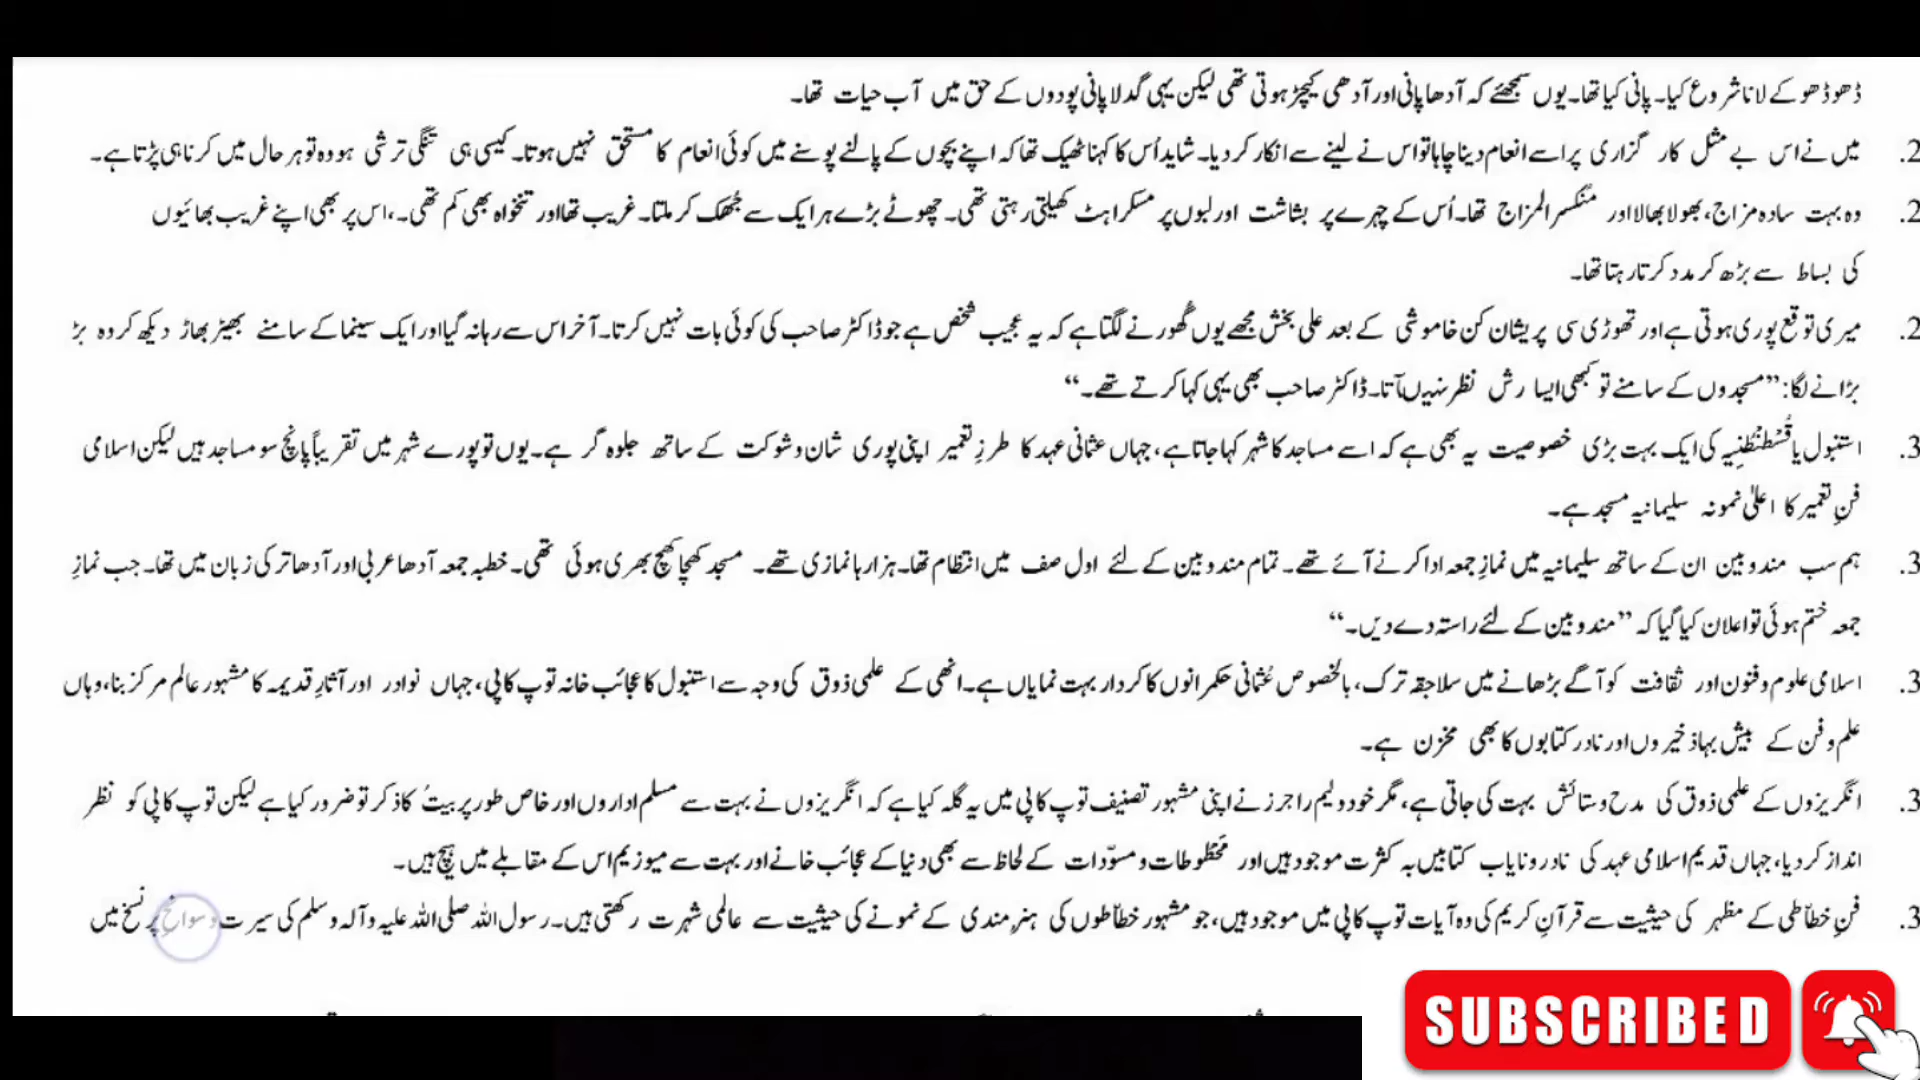 ڈھو ڈھو کے لانا شروع کیا۔ پانی کیا تھا۔ یوں سمجھئے کہ آدھا پانی اور آدھی کیچڑ ہوتی تھی لیکن یہی گدلا پانی پودوں کے حق میں آب حیات تھا۔
2. میں نے اس بے مثل کار گزاری پر اسے انعام دینا چاہا تو اس نے لینے سے انکار کر دیا۔ شاید اُس کا کہنا ٹھیک تھا کہ اپنے بچوں کے پالنے پوسنے میں کوئی انعام کا مستحق نہیں ہوتا۔ کیسی ہی تنگی ترشی ہو وہ تو ہر حال میں کرنا ہی پڑتا ہے۔
2. وہ بہت سادہ مزاج، بھولا بھالا اور منکسر المزاج تھا۔ اُس کے چہرے پر بشاشت اور لبوں پر مسکراہٹ کھیلتی رہتی تھی۔ چھوٹے بڑے ہر ایک سے جُھک کر ملتا۔ غریب تھا اور تنخواہ بھی کم تھی۔، اس پر بھی اپنے غریب بھائیوں
کی بساط سے بڑھ کر مدد کرتا رہتا تھا۔
2. میری توقع پوری ہوتی ہے اور تھوڑی سی پریشان کن خاموشی کے بعد علی بخش مجھے یوں گُھورنے لگتا ہے کہ یہ عجیب شخص ہے جو ڈاکٹر صاحب کی کوئی بات نہیں کرتا۔ آخر اس سے رہا نہ گیا اور ایک سینما کے سامنے بھیڑ بھاڑ دیکھ کر وہ بڑ
بڑانے لگا: ”مسجدوں کے سامنے تو کبھی ایسا رش نظر نہیں آتا۔ ڈاکٹر صاحب بھی یہی کہا کرتے تھے۔“
3. استنبول یا قُسْطُنْطُنِیہ کی ایک بہت بڑی خصوصیت یہ بھی ہے کہ اسے مساجد کا شہر کہا جاتا ہے، جہاں عثمانی عہد کا طرزِ تعمیر اپنی پوری شان و شوکت کے ساتھ جلوہ گر ہے۔ یوں تو پورے شہر میں تقریباً پانچ سو مساجد ہیں لیکن اسلامی
فنِ تعمیر کا اعلیٰ نمونہ سلیمانیہ مسجد ہے۔
3. ہم سب مندوبین ان کے ساتھ سلیمانیہ میں نمازِ جمعہ ادا کرنے آئے تھے۔ تمام مندوبین کے لئے اول صف میں انتظام تھا۔ ہزارہا نمازی تھے۔ مسجد کھچا کھچ بھری ہوئی تھی۔ خطبہ جمعہ آدھا عربی اور آدھا ترکی زبان میں تھا۔ جب نمازِ
جمعہ ختم ہوئی تو اعلان کیا گیا کہ ”مندوبین کے لئے راستہ دے دیں۔“
3. اسلامی علوم و فنون اور ثقافت کو آگے بڑھانے میں سلاجقہ ترک، بالخصوص عُثمانی حکمرانوں کا کردار بہت نمایاں ہے۔ انھی کے علمی ذوق کی وجہ سے استنبول کا عجائب خانہ توپ کاپی، جہاں نوادر اور آثارِ قدیمہ کا مشہور عالم مرکز بنا، وہاں
علم و فن کے بیش بہا ذخیروں اور نادر کتابوں کا بھی مخزن ہے۔
3. انگریزوں کے علمی ذوق کی مدح و ستائش بہت کی جاتی ہے، مگر خود ولیم راجرز نے اپنی مشہور تصنیف توپ کاپی میں یہ گلہ کیا ہے کہ انگریزوں نے بہت سے مسلم اداروں اور خاص طور پر بیتُ کا ذکر تو ضرور کیا ہے لیکن توپ کاپی کو نظر
انداز کر دیا، جہاں قدیم اسلامی عہد کی نادر و نایاب کتابیں بہ کثرت موجود ہیں اور مخطوطات و مسوّدات کے لحاظ سے بھی دنیا کے عجائب خانے اور بہت سے میوزیم اس کے مقابلے میں ہیچ ہیں۔
3. فنِ خطّاطی کے مظہر کی حیثیت سے قرآنِ کریم کی وہ آیات توپ کاپی میں موجود ہیں، جو مشہور خطّاطوں کی ہنر مندی کے نمونے کی حیثیت سے عالمی شہرت رکھتی ہیں۔ رسول اللہ صلی اللہ علیہ و آلہ وسلم کی سیرت و سوانح پر نسخ میں
SUBSCRIBED